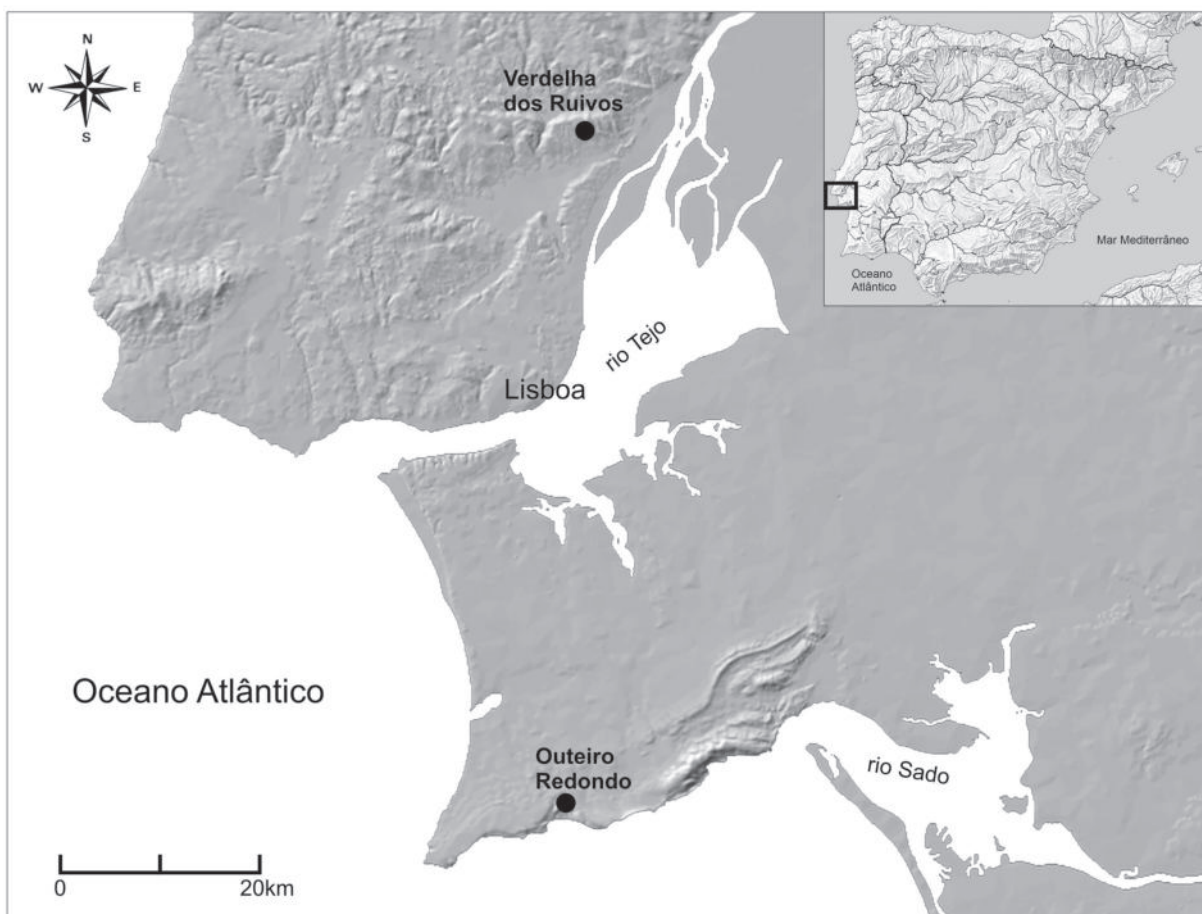 N
W
E
S
Verdelha
dos Ruivos
Mar Mediterrâneo
Oceano
Atlântico
rio Tejo
Lisboa
Oceano Atlântico
Outeiro
Redondo
rio Sado
0
20km